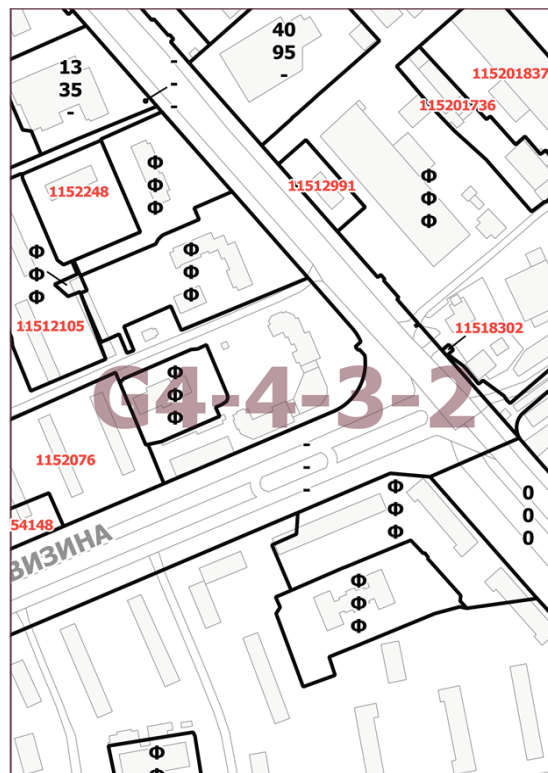 40
95
-
13
35
-
-
-
-
115201837
115201736
Ф
Ф
Ф
1152248
11512991
Ф
Ф
Ф
Ф
Ф
Ф
Ф
Ф
Ф
11512105
11518302
Ф
Ф
Ф
G4-4-3-2
1152076
-
-
-
54148
ВИЗИНА
Ф
Ф
Ф
0
0
0
Ф
Ф
Ф
Ф
Ф